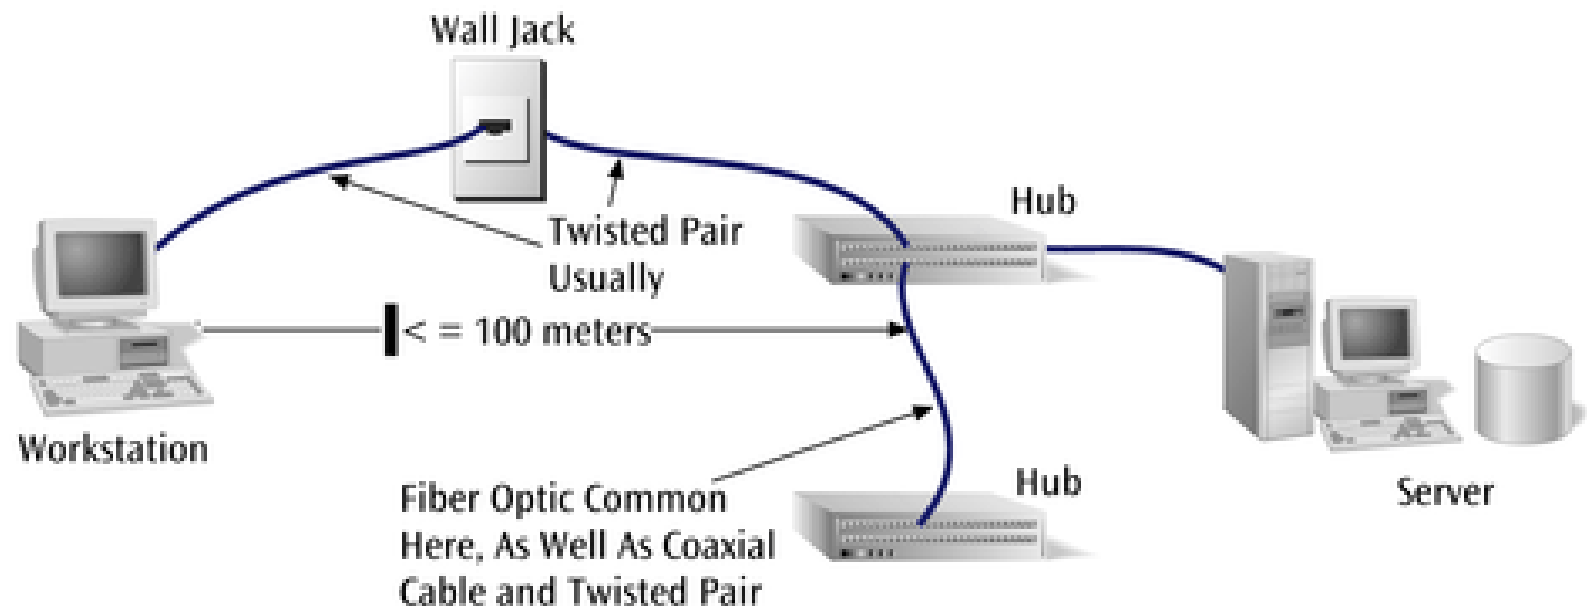 Wall Jack
Hub
Twisted Pair
Usually
< = 100 meters
Workstation
Fiber Optic Common
Here, As Well As Coaxial
Cable and Twisted Pair
Hub
Server